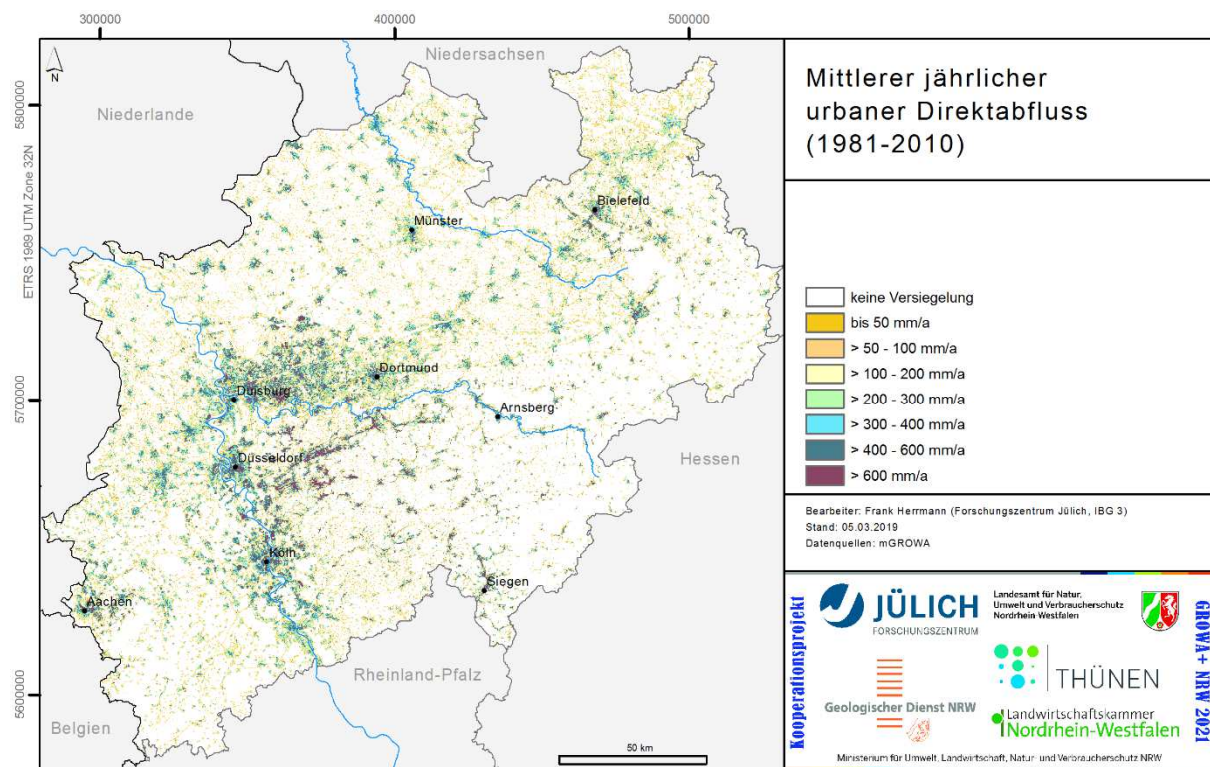 300000
400000
500000
5800000
5700000
5600000
ETRS 1989 UTM Zone 32N
N
Niedersachsen
Niederlande
Bielefeld
Münster
Dortmund
Duisburg
Arnsberg
Düsseldorf
Hessen
Köln
Siegen
Aachen
Rheinland-Pfalz
Belgien
50 km
Mittlerer jährlicher
urbaner Direktabfluss
(1981-2010)
keine Versiegelung
bis 50 mm/a
> 50 - 100 mm/a
> 100 - 200 mm/a
> 200 - 300 mm/a
> 300 - 400 mm/a
> 400 - 600 mm/a
> 600 mm/a
Bearbeiter: Frank Herrmann (Forschungszentrum Jülich, IBG 3)
Stand: 05.03.2019
Datenquellen: mGROWA
Kooperationsprojekt
JÜLICH
FORSCHUNGSZENTRUM
Landesamt für Natur,
Umwelt und Verbraucherschutz
Nordrhein-Westfalen
THÜNEN
Geologischer Dienst NRW
Landwirtschaftskammer
Nordrhein-Westfalen
GROWA+ NRW 2021
Ministerium für Umwelt, Landwirtschaft, Natur- und Verbraucherschutz NRW